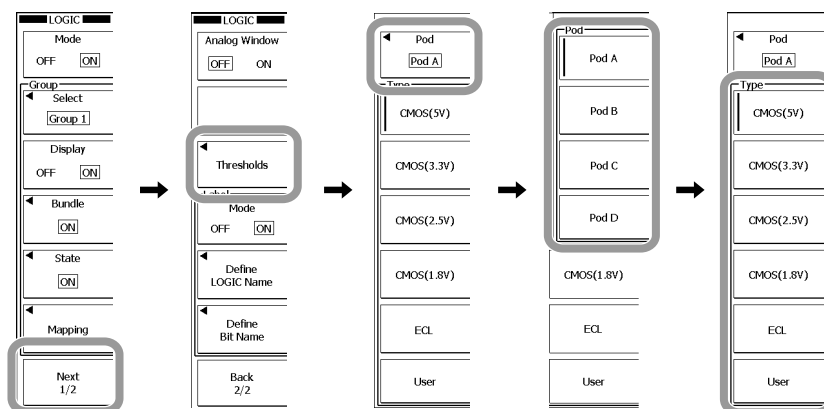 LOGIC
Mode
OFF ON
Group
Select
Group 1
Display
OFF ON
Bundle
ON
State
ON
Mapping
Next
1/2
LOGIC
Analog Window
OFF ON
Thresholds
Label
Mode
OFF ON
Define
LOGIC Name
Define
Bit Name
Back
2/2
Pod
Pod A
Type
CMOS(5V)
CMOS(3.3V)
CMOS(2.5V)
CMOS(1.8V)
ECL
User
Pod
Pod A
Pod B
Pod C
Pod D
CMOS(1.8V)
ECL
User
Pod
Pod A
Type
CMOS(5V)
CMOS(3.3V)
CMOS(2.5V)
CMOS(1.8V)
ECL
User